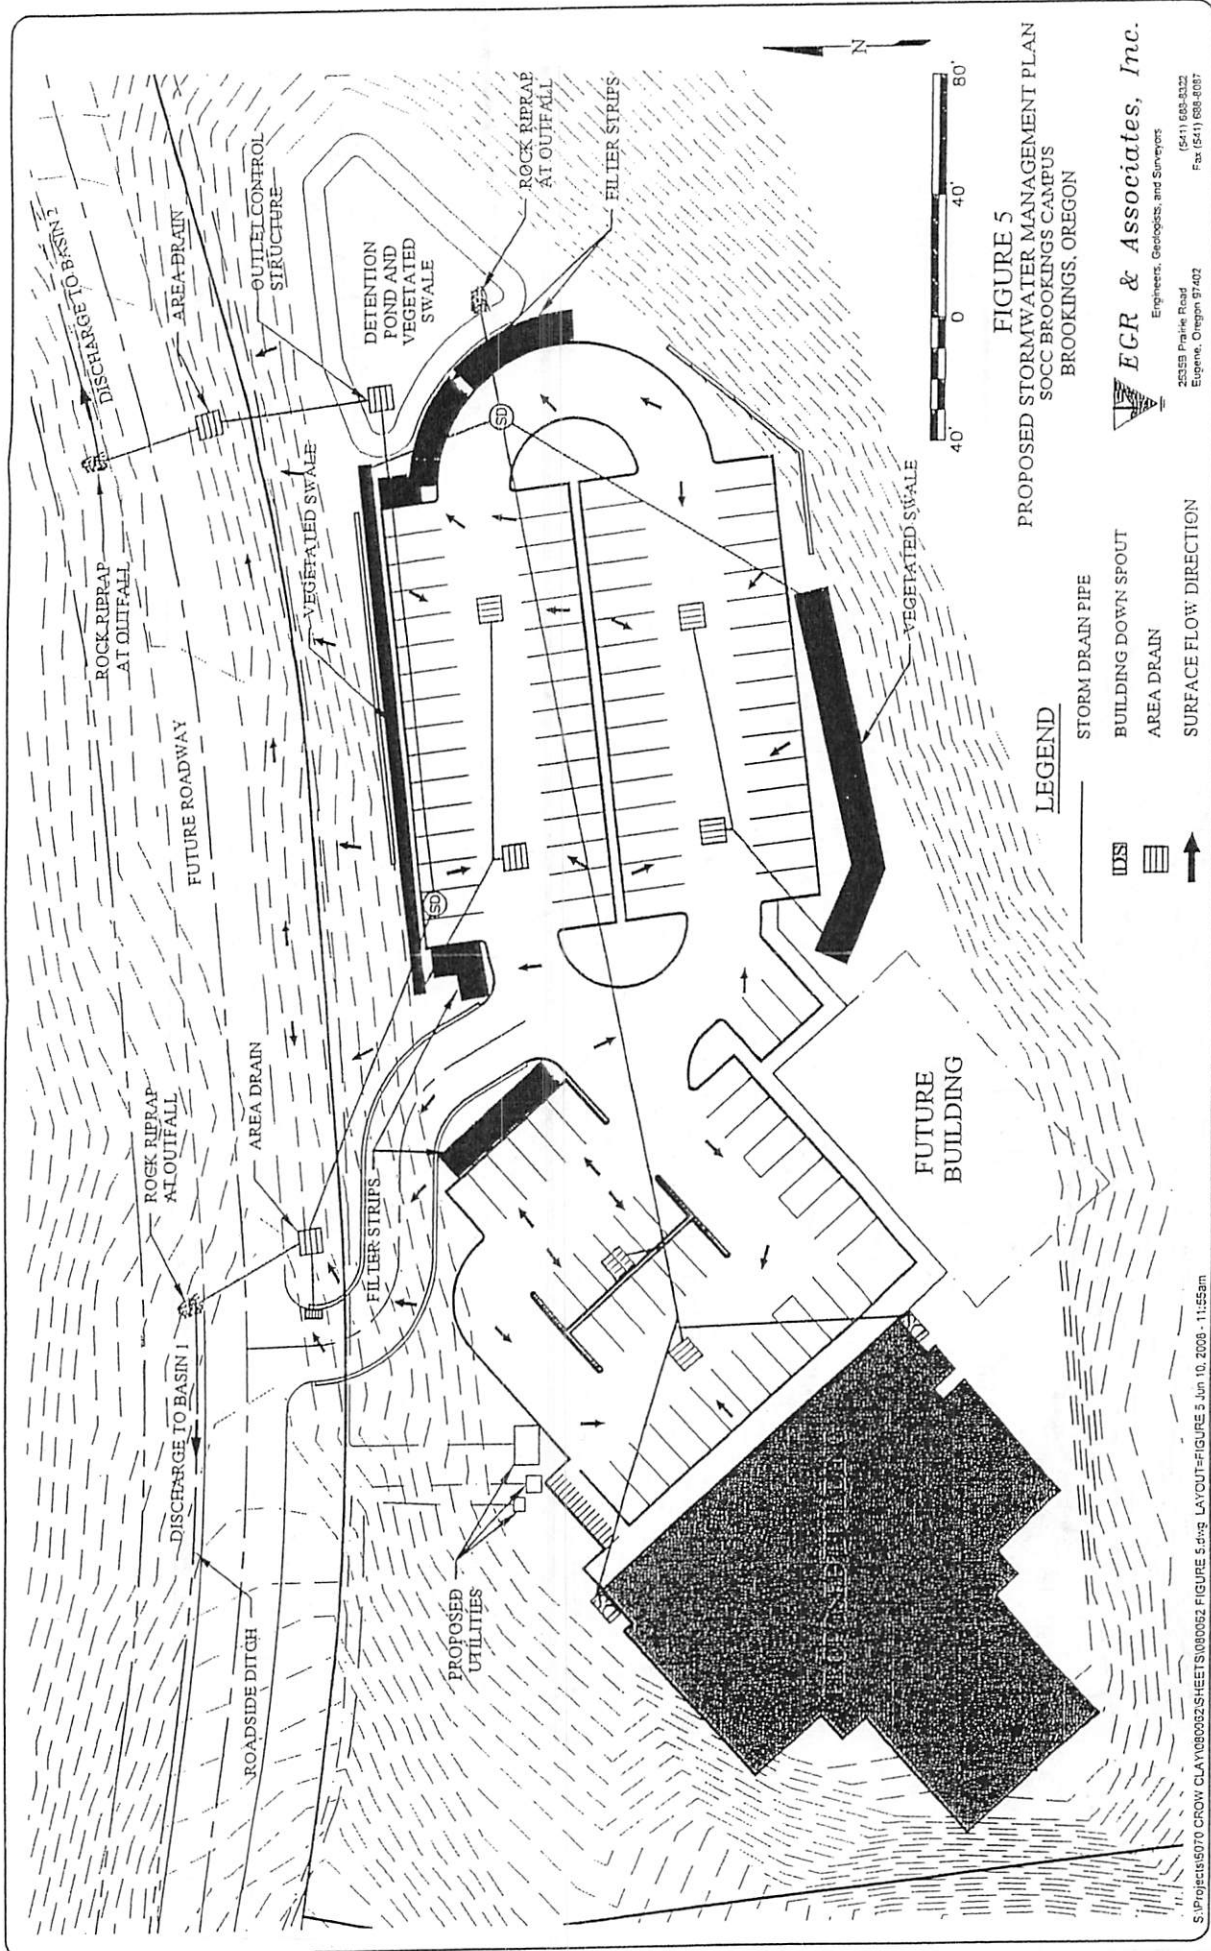 ROCK RIPRAP
AT OUTFALL
DISCHARGE TO BASIN 2
AREA DRAIN
OUTLET CONTROL
STRUCTURE
DETENTION
POND AND
VEGETATED
SWALE
ROCK RIPRAP
AT OUTFALL
FILTER STRIPS
FUTURE ROADWAY
VEGETATED SWALE
SD
SD
ROCK RIPRAP
AT OUTFALL
AREA DRAIN
DISCHARGE TO BASIN 1
FILTER STRIPS
ROADSIDE DITCH
PROPOSED
UTILITIES
FUTURE
BUILDING
VEGETATED SWALE
LEGEND
STORM DRAIN PIPE
DS
BUILDING DOWN SPOUT
AREA DRAIN
SURFACE FLOW DIRECTION
N
40'
0
40'
80'
FIGURE 5
PROPOSED STORMWATER MANAGEMENT PLAN
SOCC BROOKINGS CAMPUS
BROOKINGS, OREGON
EGR & Associates, Inc.
Engineers, Geologists, and Surveyors
2535B Prairie Road
Eugene, Oregon 97402
(541) 688-8322
Fax (541) 688-8087
S:\Projects\5070 CROW CLAY\080062\SHEETS\080062 FIGURE 5.dwg LAYOUT=FIGURE 5 Jun 10, 2008 - 11:55am